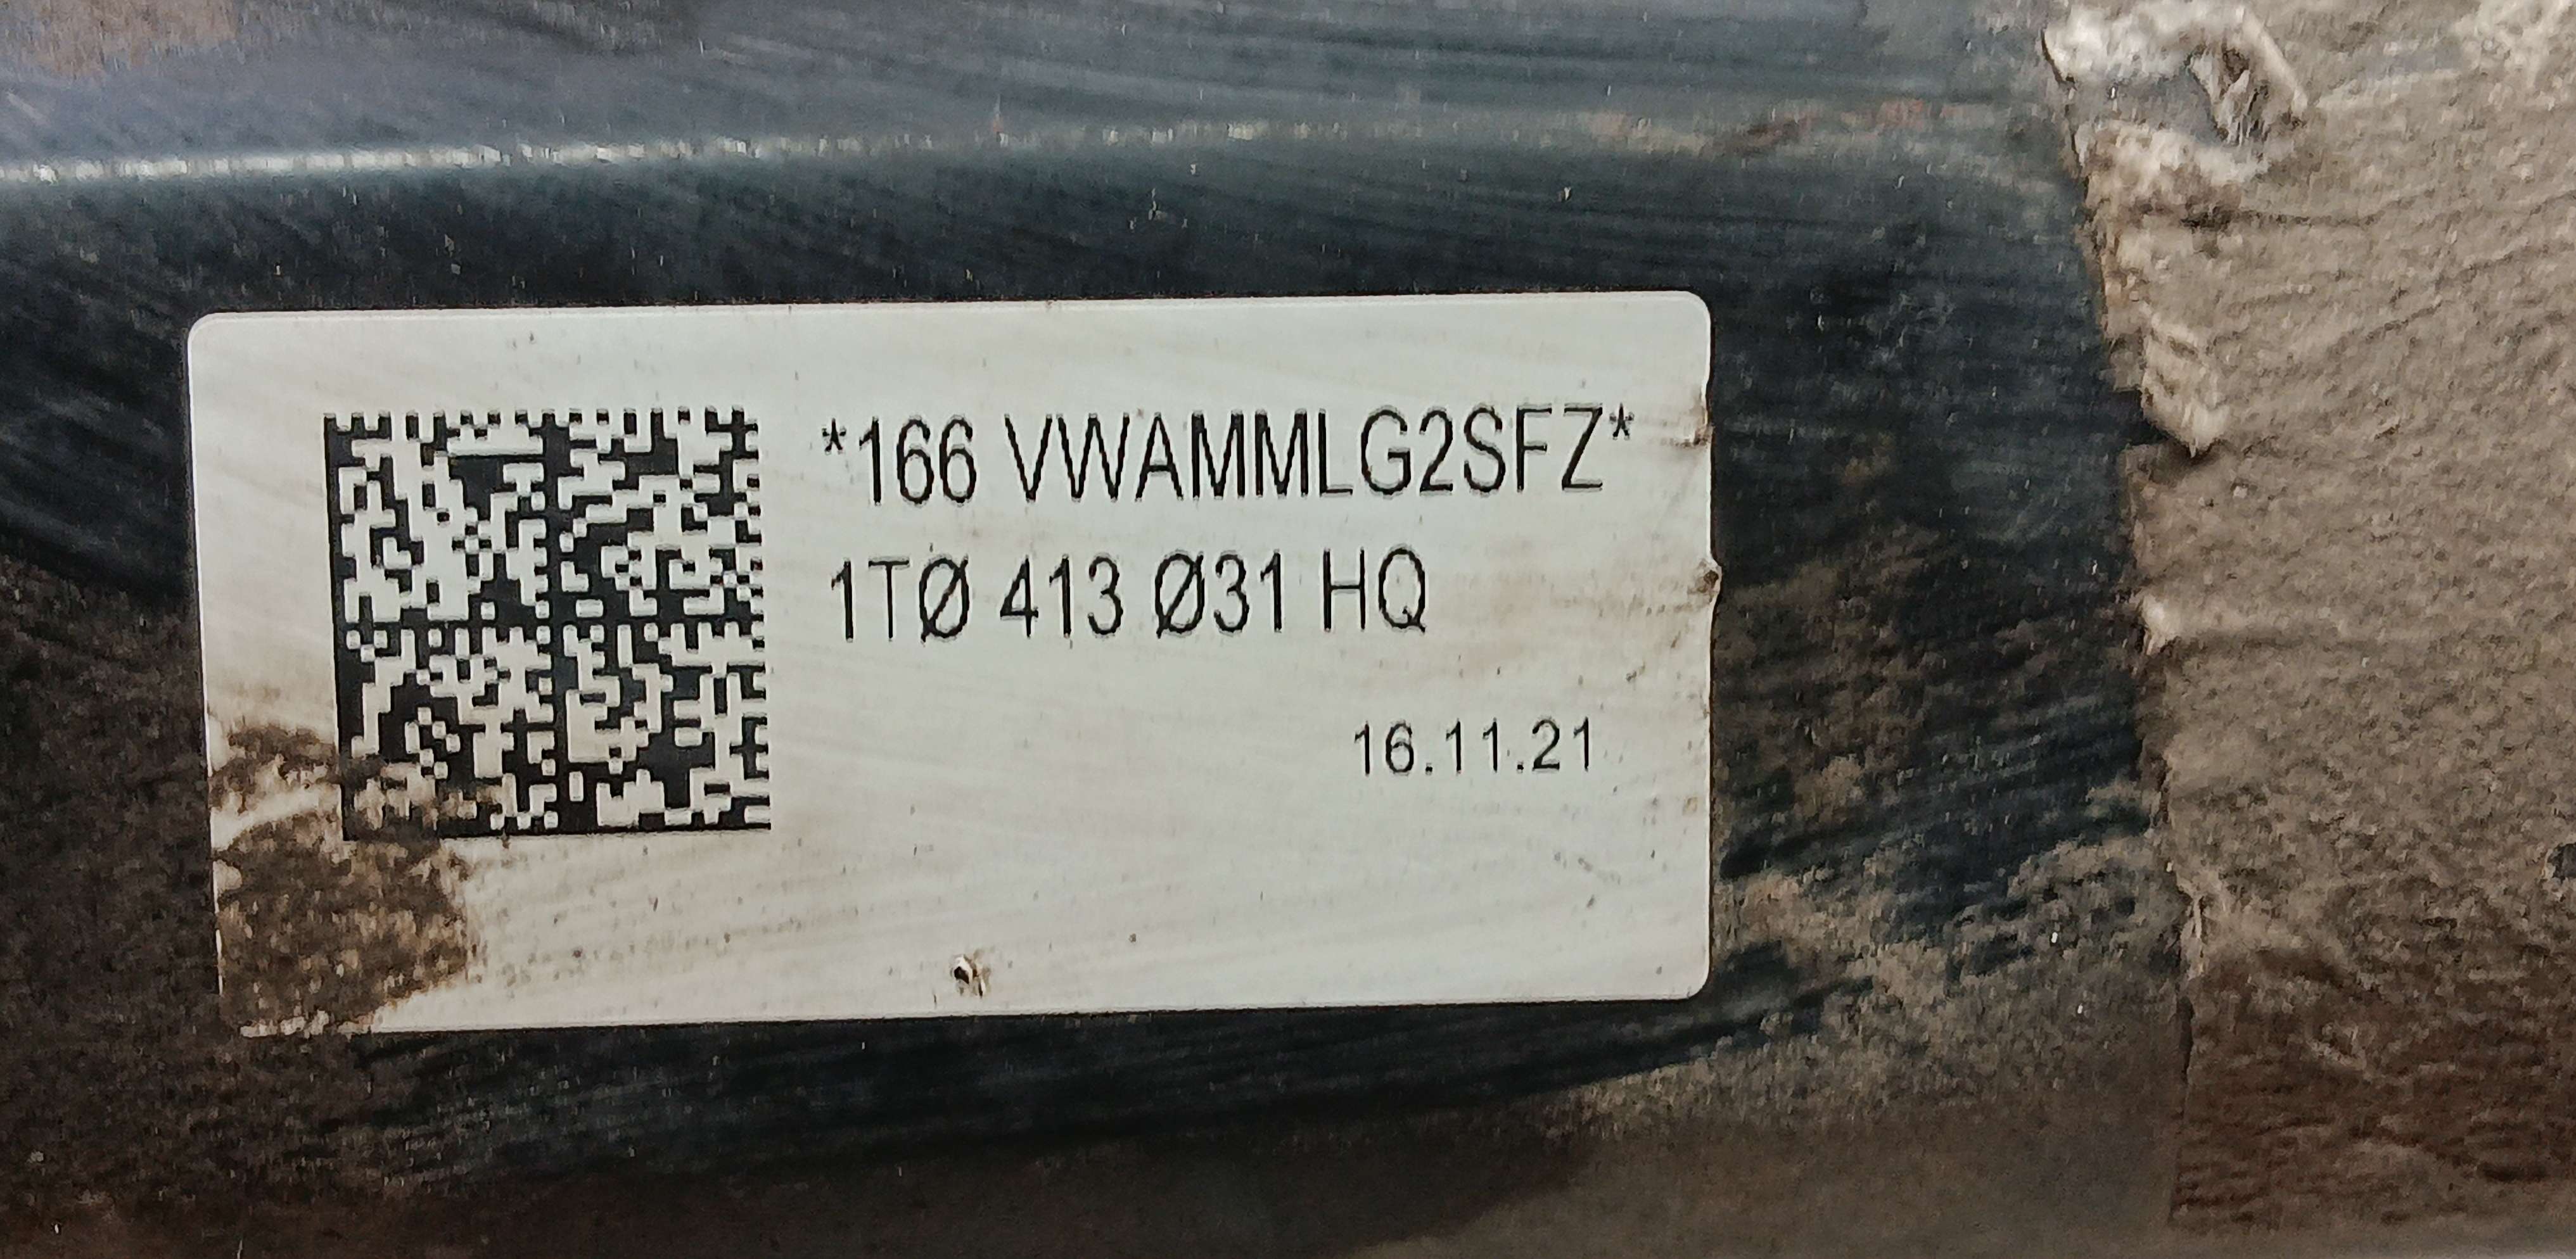 *166 VWAMMLG2SFZ*
1TØ 413 Ø31 HQ
16.11.21